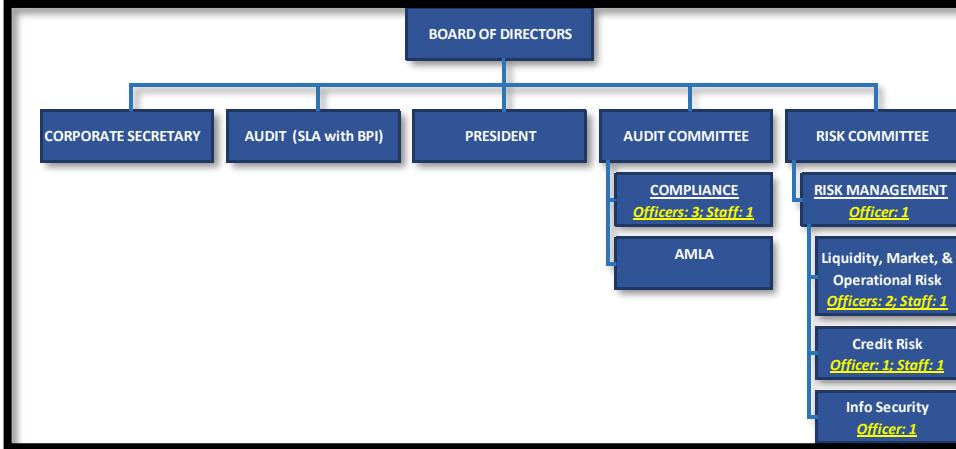 BOARD OF DIRECTORS
CORPORATE SECRETARY
AUDIT (SLA with BPI)
PRESIDENT
AUDIT COMMITTEE
RISK COMMITTEE
COMPLIANCE
Officers: 3; Staff: 1
AMLA
RISK MANAGEMENT
Officer: 1
Liquidity, Market, &
Operational Risk
Officers: 2; Staff: 1
Credit Risk
Officer: 1; Staff: 1
Info Security
Officer: 1